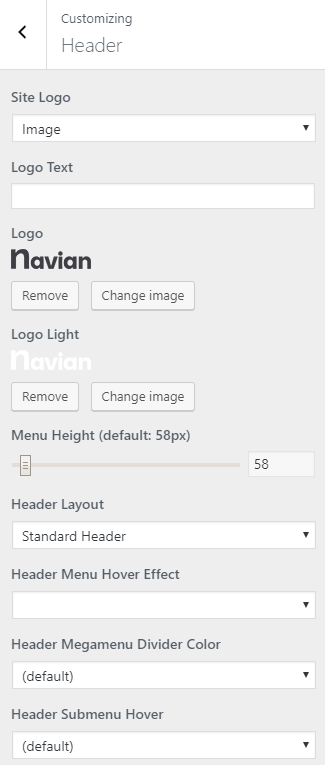 Customizing
Header
Site Logo
Image
Logo Text
Logo
navian
Remove
Change image
Logo Light
navian
Remove
Change image
Menu Height (default: 58px)
58
Header Layout
Standard Header
Header Menu Hover Effect
Header Megamenu Divider Color
(default)
Header Submenu Hover
(default)